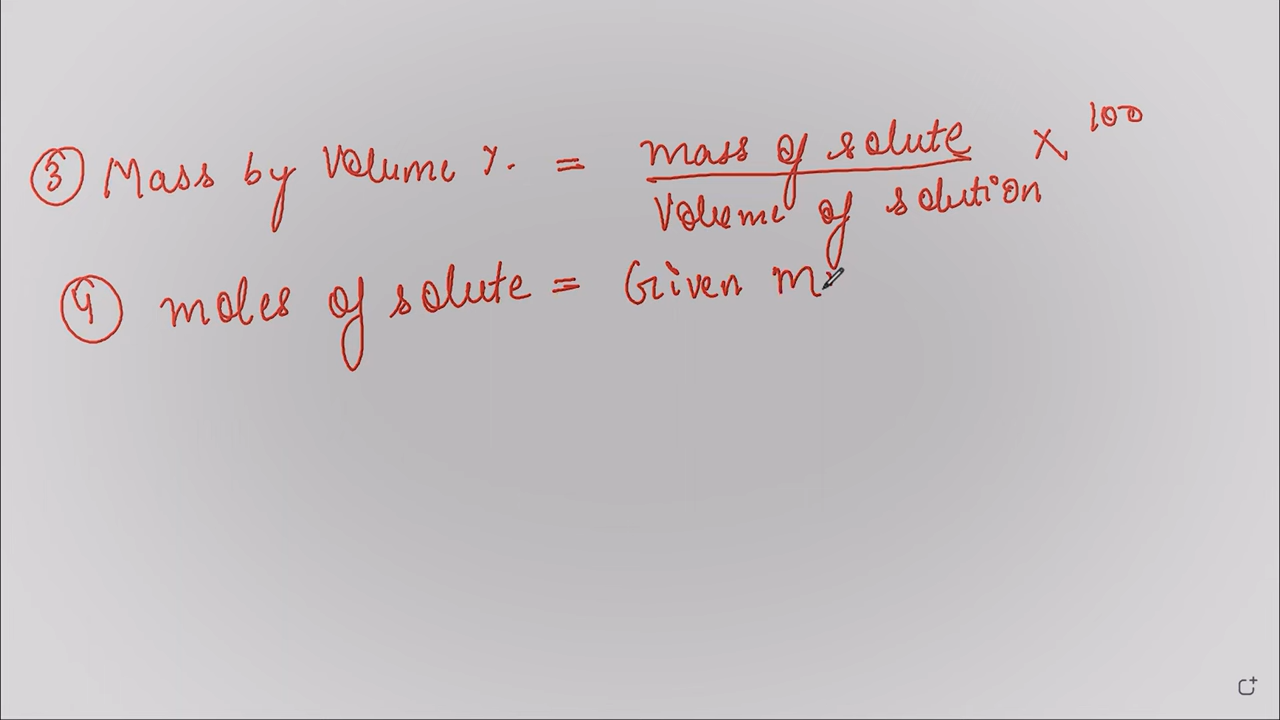 ③ Mass by Volume % = mass of solute / Volume of solution × 100
④ moles of solute = Given m